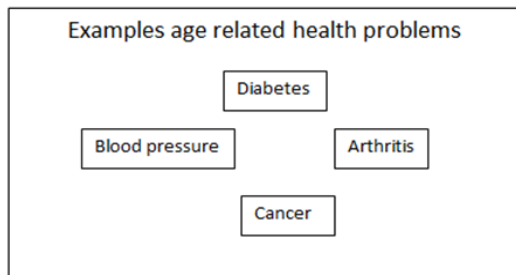 Examples age related health problems
Diabetes
Blood pressure
Arthritis
Cancer